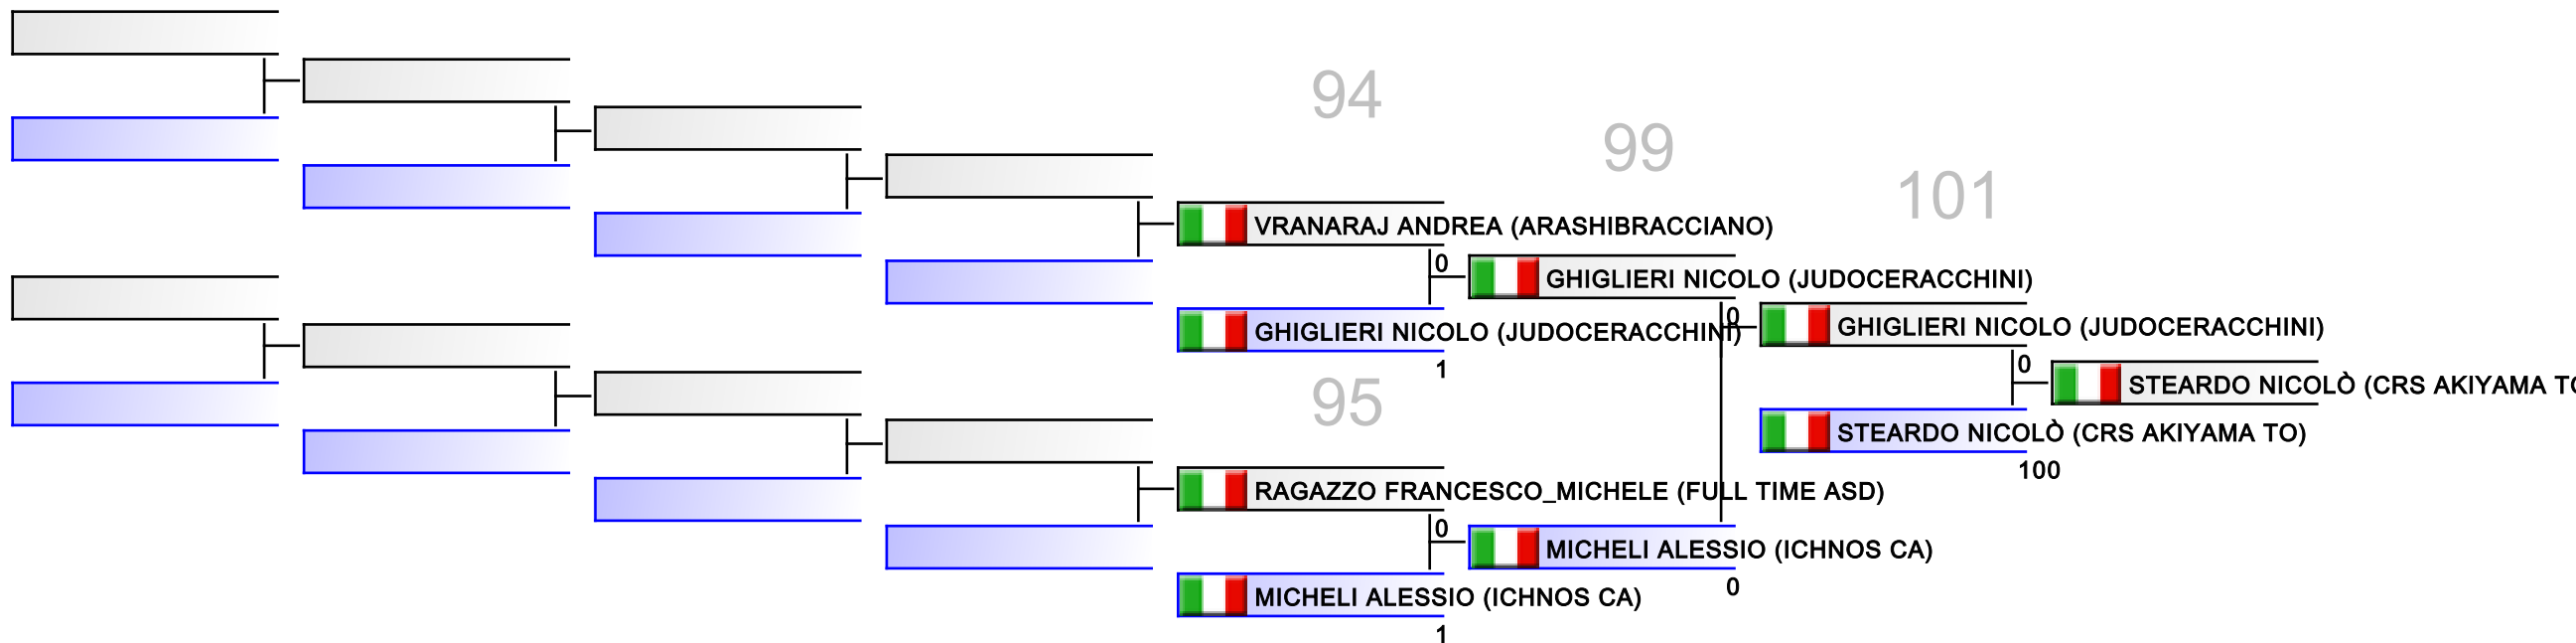 94
99
101
VRANARAJ ANDREA (ARASHIBRACCIANO)
0
GHIGLIERI NICOLO (JUDOCERACCHINI)
0
GHIGLIERI NICOLO (JUDOCERACCHINI)
GHIGLIERI NICOLO (JUDOCERACCHINI)
1
0
STEARDO NICOLÒ (CRS AKIYAMA TO
STEARDO NICOLÒ (CRS AKIYAMA TO)
100
95
RAGAZZO FRANCESCO_MICHELE (FULL TIME ASD)
0
MICHELI ALESSIO (ICHNOS CA)
0
MICHELI ALESSIO (ICHNOS CA)
1